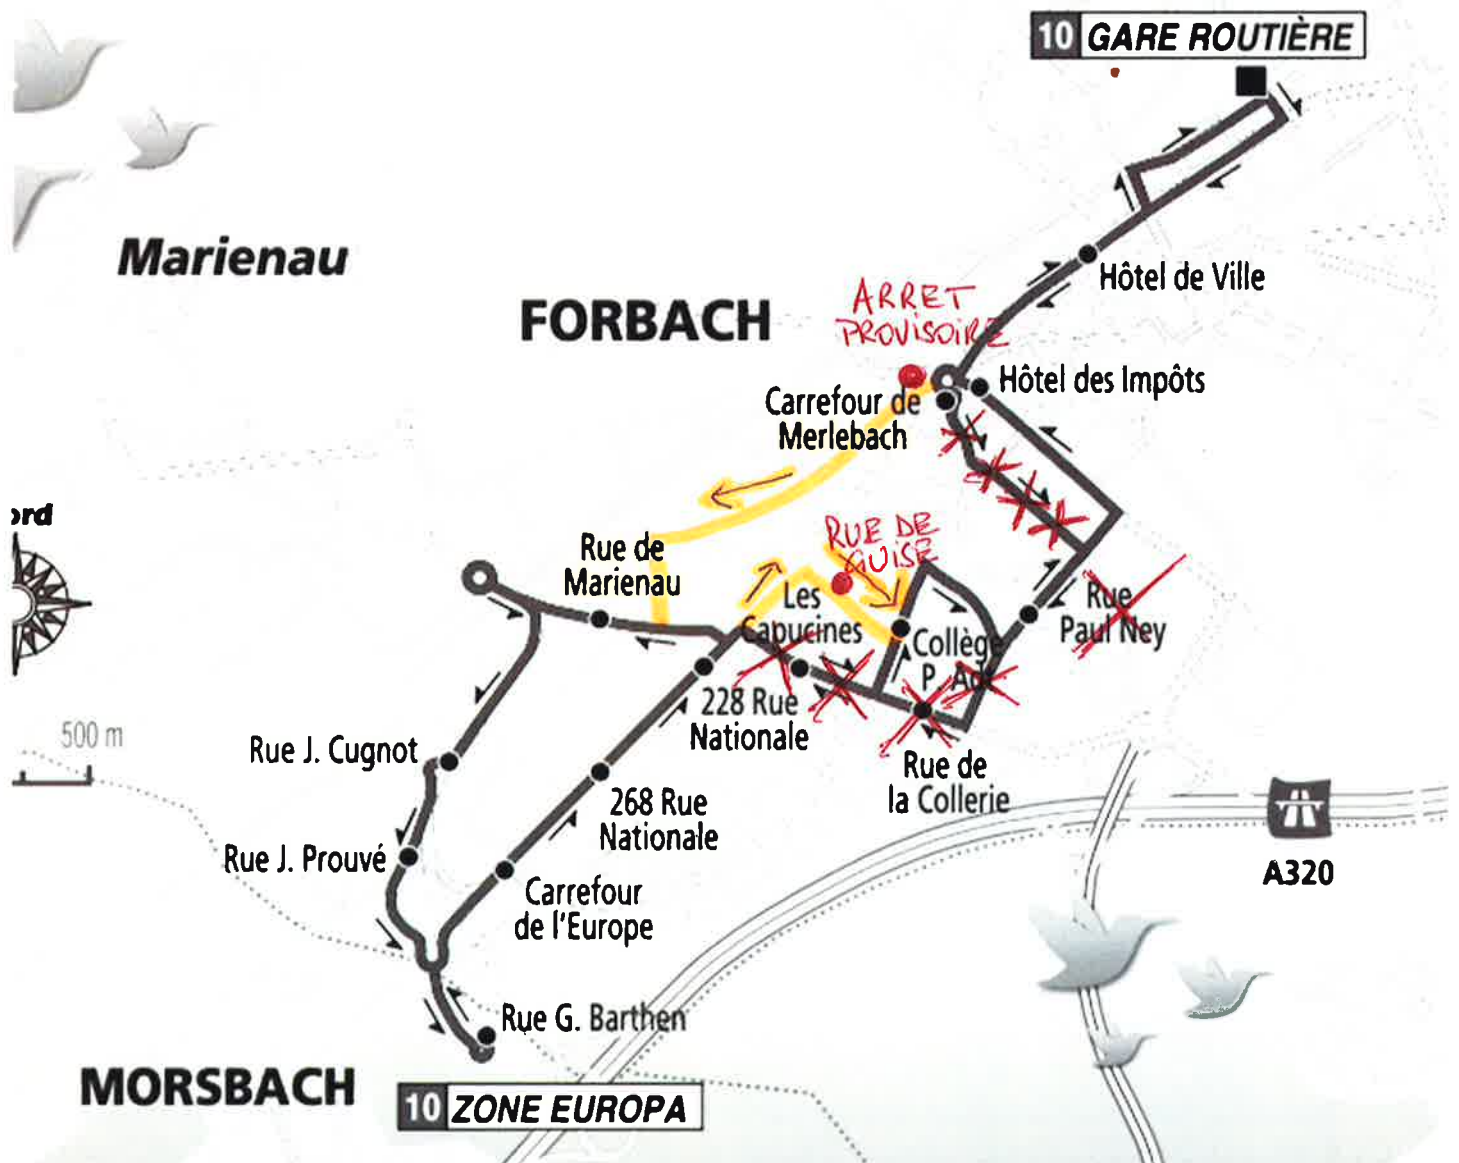 10 GARE ROUTIÈRE
Marienau
Hôtel de Ville
FORBACH
ARRET
PROVISOIRE
Hôtel des Impôts
Carrefour de
Merlebach
ord
RUE DE
GUISE
Rue de
Marienau
Les
Capucines
Rue
Paul Ney
Collège
P. Adt
228 Rue
Nationale
500 m
Rue J. Cugnot
Rue de
la Collerie
268 Rue
Nationale
Rue J. Prouvé
A320
Carrefour
de l'Europe
Rue G. Barthen
MORSBACH
10 ZONE EUROPA